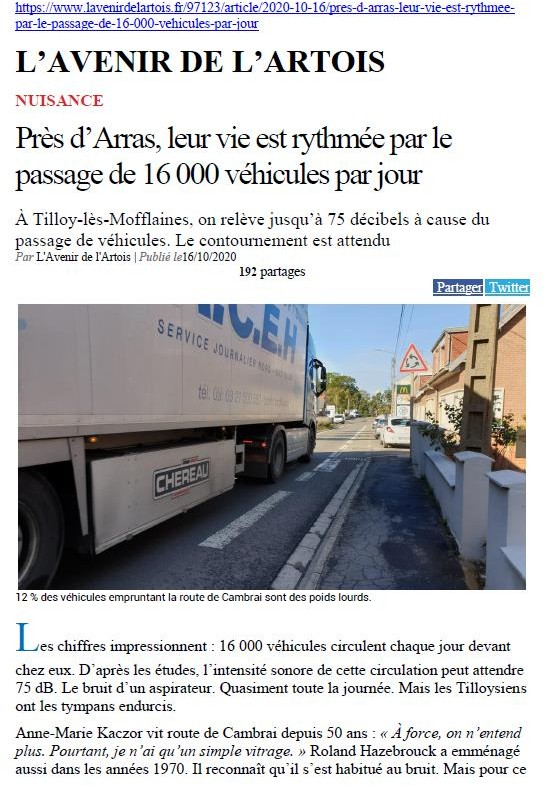 https://www.lavenirdelartois.fr/97123/article/2020-10-16/pres-d-arras-leur-vie-est-rythmee-
par-le-passage-de-16-000-vehicules-par-jour
L’AVENIR DE L’ARTOIS
NUISANCE
Près d’Arras, leur vie est rythmée par le
passage de 16 000 véhicules par jour
À Tilloy-lès-Mofflaines, on relève jusqu’à 75 décibels à cause du
passage de véhicules. Le contournement est attendu
Par L'Avenir de l'Artois | Publié le16/10/2020
192 partages
Partager Twitter
SERVICE JOURNALIER
CHEREAU
12 % des véhicules empruntant la route de Cambrai sont des poids lourds.
Les chiffres impressionnent : 16 000 véhicules circulent chaque jour devant
chez eux. D’après les études, l’intensité sonore de cette circulation peut attendre
75 dB. Le bruit d’un aspirateur. Quasiment toute la journée. Mais les Tilloysiens
ont les tympans endurcis.
Anne-Marie Kaczor vit route de Cambrai depuis 50 ans : « À force, on n’entend
plus. Pourtant, je n’ai qu’un simple vitrage. » Roland Hazebrouck a emménagé
aussi dans les années 1970. Il reconnaît qu’il s’est habitué au bruit. Mais pour ce